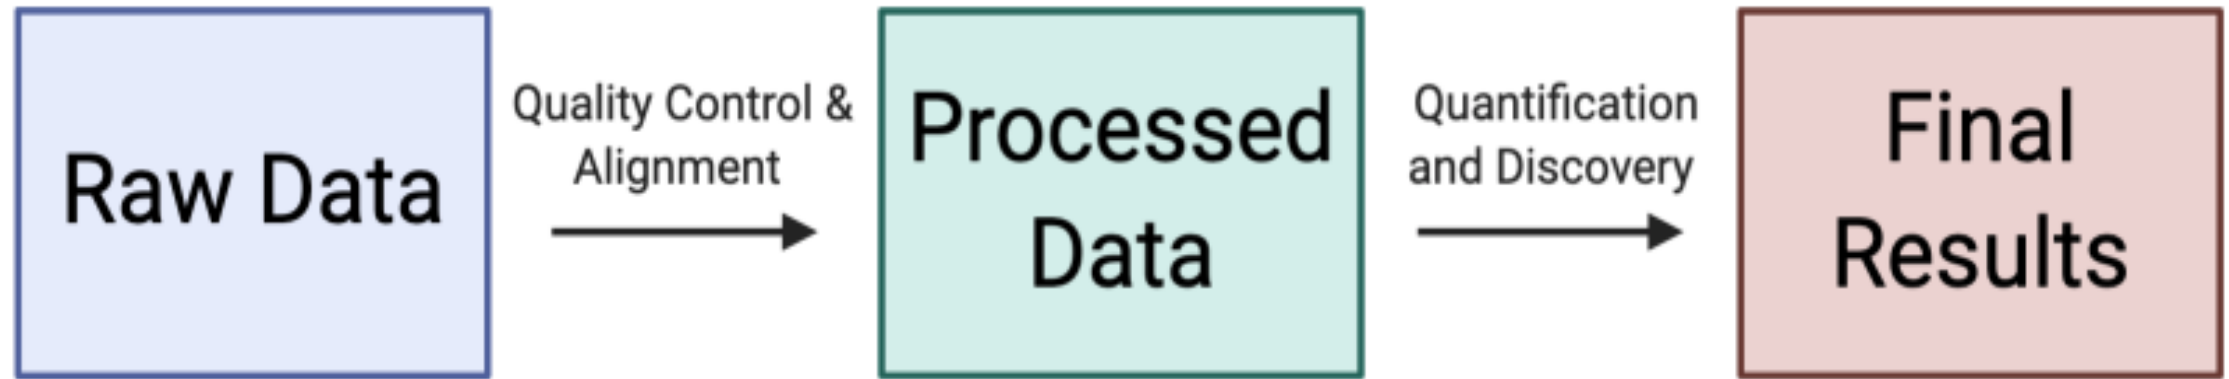 Raw Data
Quality Control &
Alignment
Processed
Data
Quantification
and Discovery
Final
Results